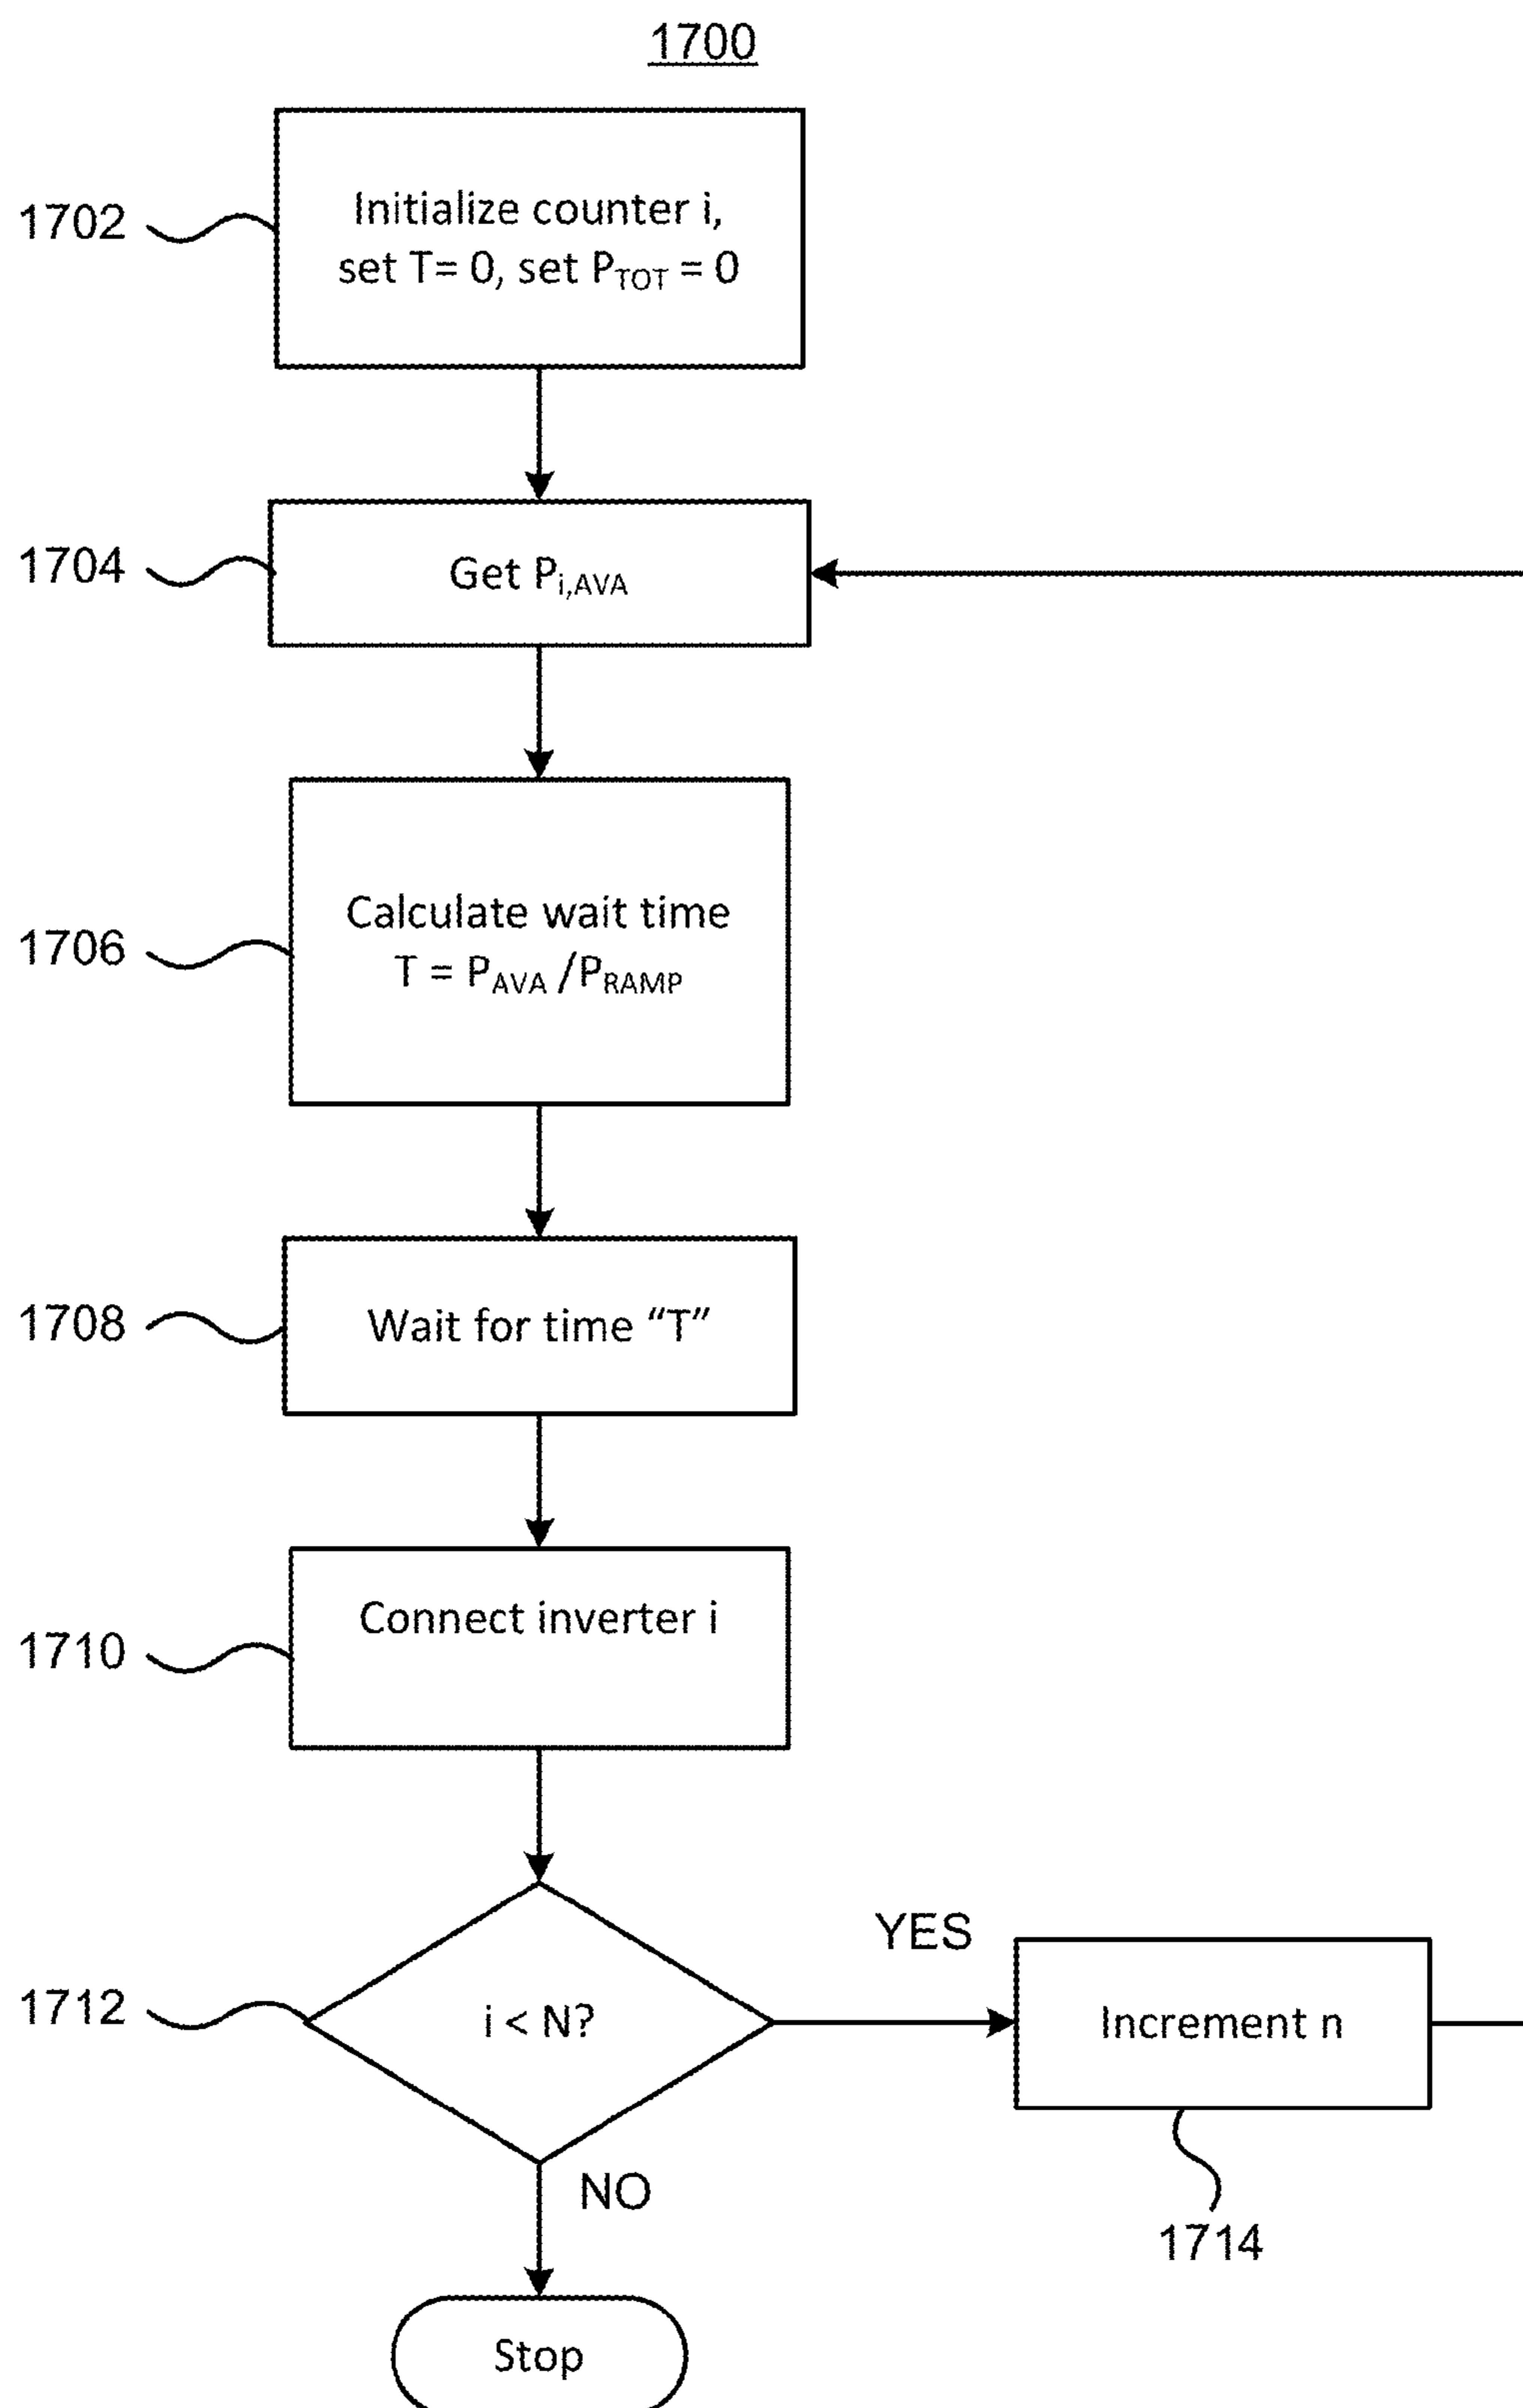 1700
1702
Initialize counter i,
set T= 0, set PTOT = 0
1704
Get Pi,AVA
1706
Calculate wait time
T = PAVA /PRAMP
1708
Wait for time “T”
1710
Connect inverter i
1712
i < N?
YES
Increment n
1714
NO
Stop